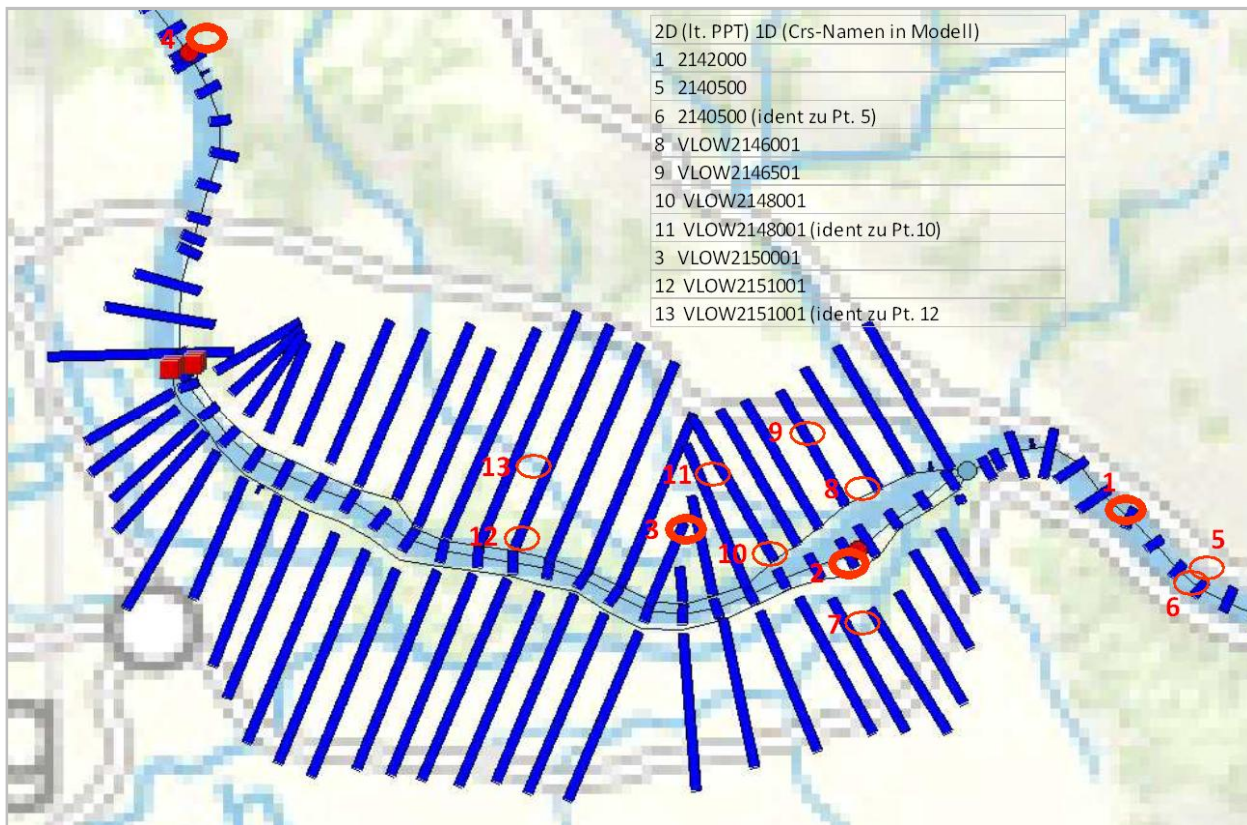 2D (lt. PPT) 1D (Crs-Namen in Modell)
1 2142000
5 2140500
6 2140500 (ident zu Pt. 5)
8 VLOW2146001
9 VLOW2146501
10 VLOW2148001
11 VLOW2148001 (ident zu Pt.10)
3 VLOW2150001
12 VLOW2151001
13 VLOW2151001 (ident zu Pt. 12
4
G
9
13
11
8
1
3
12
10
2
5
6
7